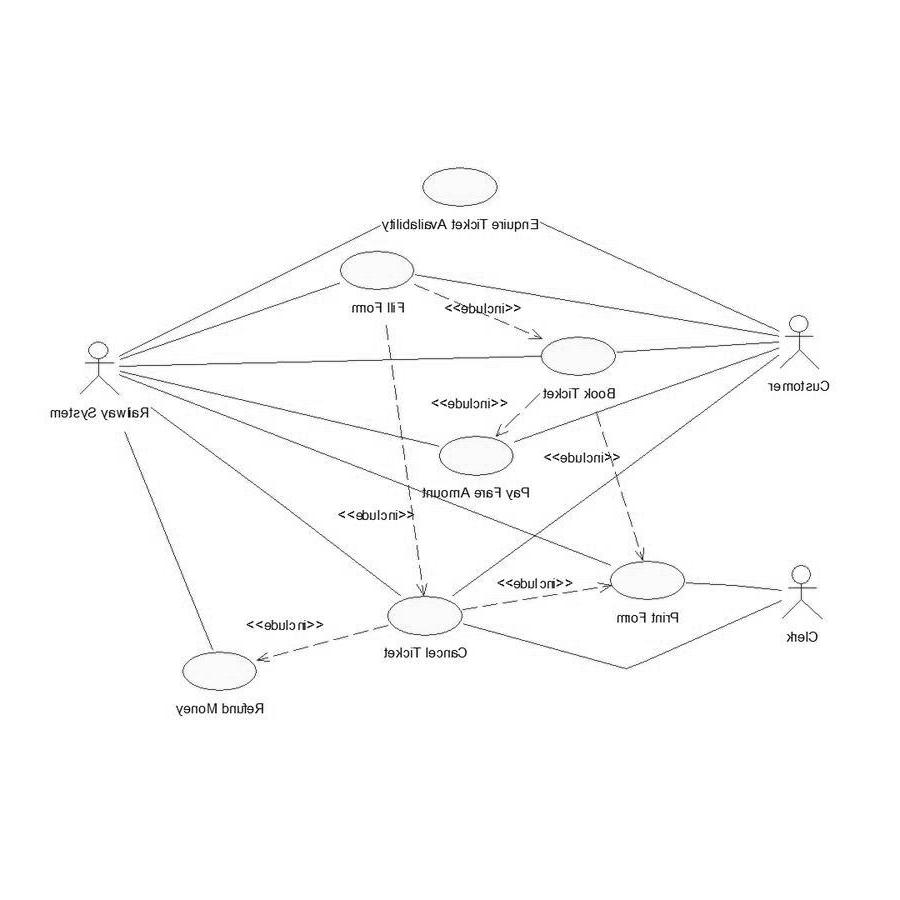 Enquire Ticket Availability
Fill Form
<<include>>
Customer
Book Ticket
<<include>>
Railway System
<<include>>
Pay Fare Amount
<<include>>
<<include>>
Print Form
<<include>>
Clerk
Cancel Ticket
Refund Money